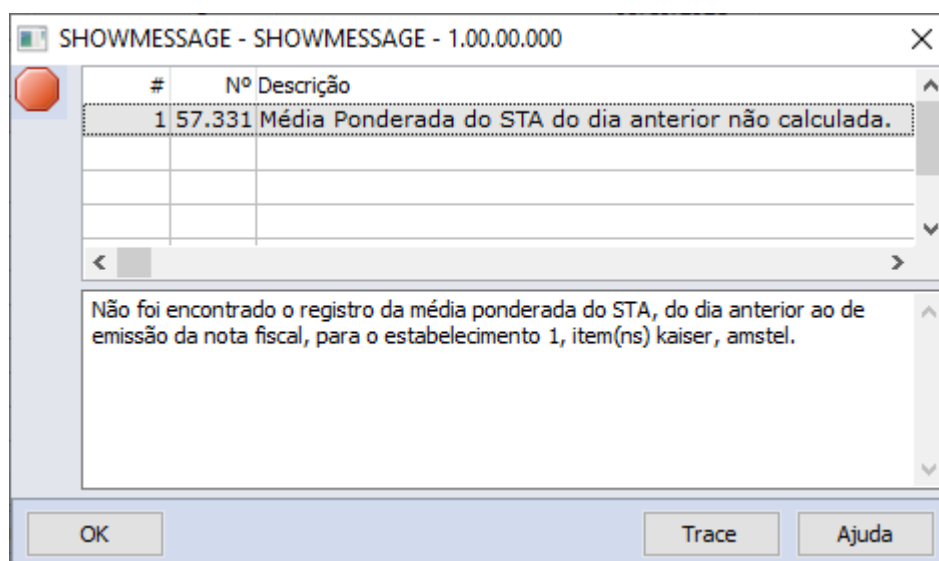 SHOWMESSAGE - SHOWMESSAGE - 1.00.00.000
# Nº Descrição
1 57.331 Média Ponderada do STA do dia anterior não calculada.
Não foi encontrado o registro da média ponderada do STA, do dia anterior ao de
emissão da nota fiscal, para o estabelecimento 1, item(ns) kaiser, amstel.
OK Trace Ajuda